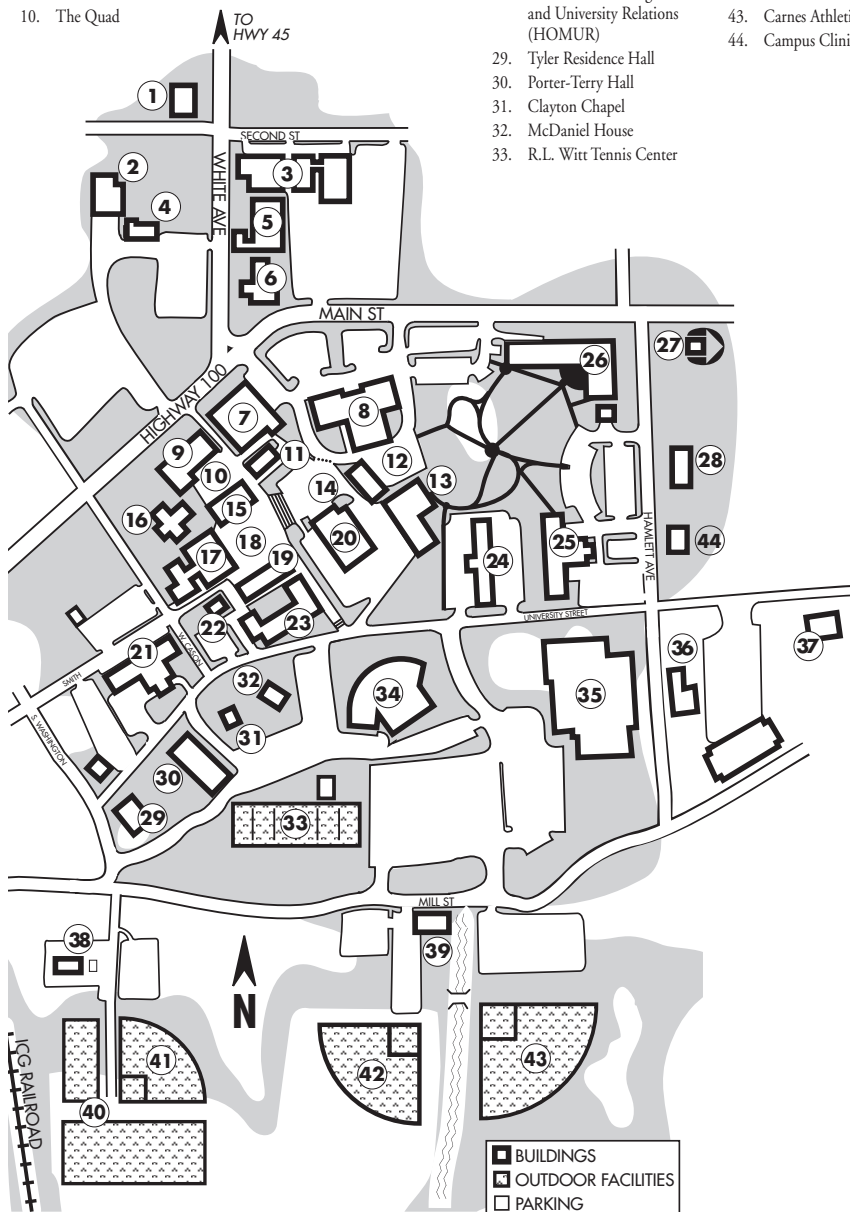 10. The Quad
and University Relations
(HOMUR)
29. Tyler Residence Hall
30. Porter-Terry Hall
31. Clayton Chapel
32. McDaniel House
33. R.L. Witt Tennis Center
43. Carnes Athleti
44. Campus Clini
TO
HWY 45
1
SECOND ST
2
WHITE AVE
3
4
5
6
MAIN ST
27
26
HIGHWAY 100
7
8
9
11
12
10
28
13
14
15
16
18
20
HAMLETT AVE
17
19
24
25
44
22
23
UNIVERSITY STREET
21
W. CASON
37
36
32
SMITH
34
35
31
S. WASHINGTON
30
29
33
MILL ST
38
39
N
ICG RAILROAD
41
42
43
40
BUILDINGS
OUTDOOR FACILITIES
PARKING